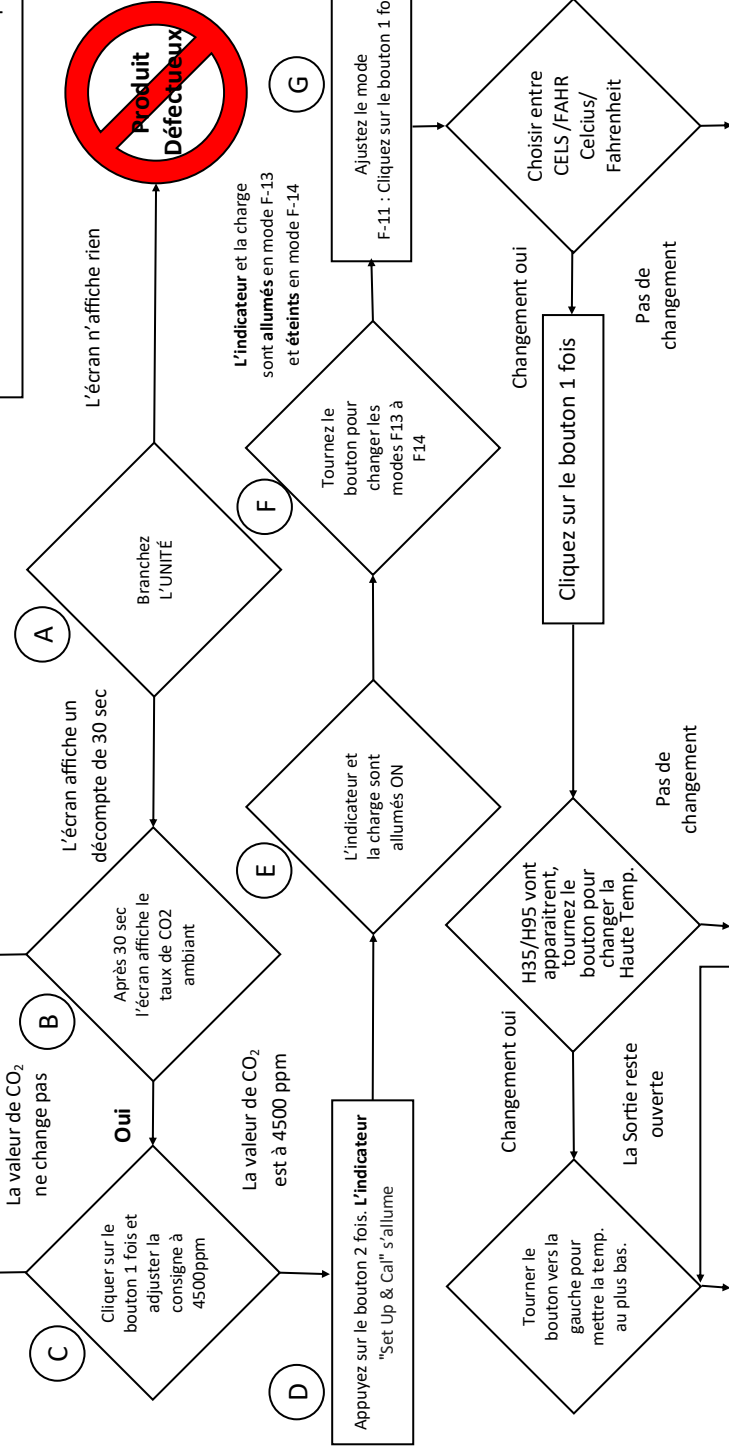 Produit
Défectueux
L'écran n'affiche rien
A
Branchez
L'UNITÉ
L'écran affiche un
décompte de 30 sec
B
Après 30 sec
l'écran affiche le
taux de CO2
ambiant
La valeur de CO₂
ne change pas
Oui
C
Cliquer sur le
bouton 1 fois et
adjuster la
consigne à
4500ppm
La valeur de CO₂
est à 4500 ppm
D
Appuyez sur le bouton 2 fois. L'indicateur
"Set Up & Cal" s'allume
E
L'indicateur et
la charge sont
allumés ON
F
Tournez le
bouton pour
changer les
modes F13 à
F14
L'indicateur et la charge
sont allumés en mode F-13
et éteints en mode F-14
G
Ajustez le mode
F-11 : Cliquez sur le bouton 1 fo
Choisir entre
CELS /FAHR
Celcius/
Fahrenheit
Changement oui
Pas de
changement
Cliquez sur le bouton 1 fois
H35/H95 vont
apparaitrent,
tournez le
bouton pour
changer la
Haute Temp.
Pas de
changement
Changement oui
La Sortie reste
ouverte
Tourner le
bouton vers la
gauche pour
mettre la temp.
au plus bas.